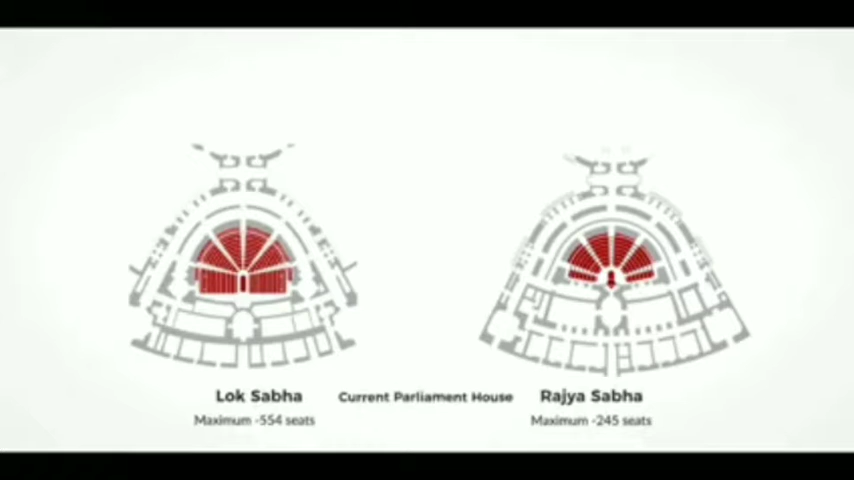 Lok Sabha
Maximum -554 seats
Current Parliament House
Rajya Sabha
Maximum -245 seats